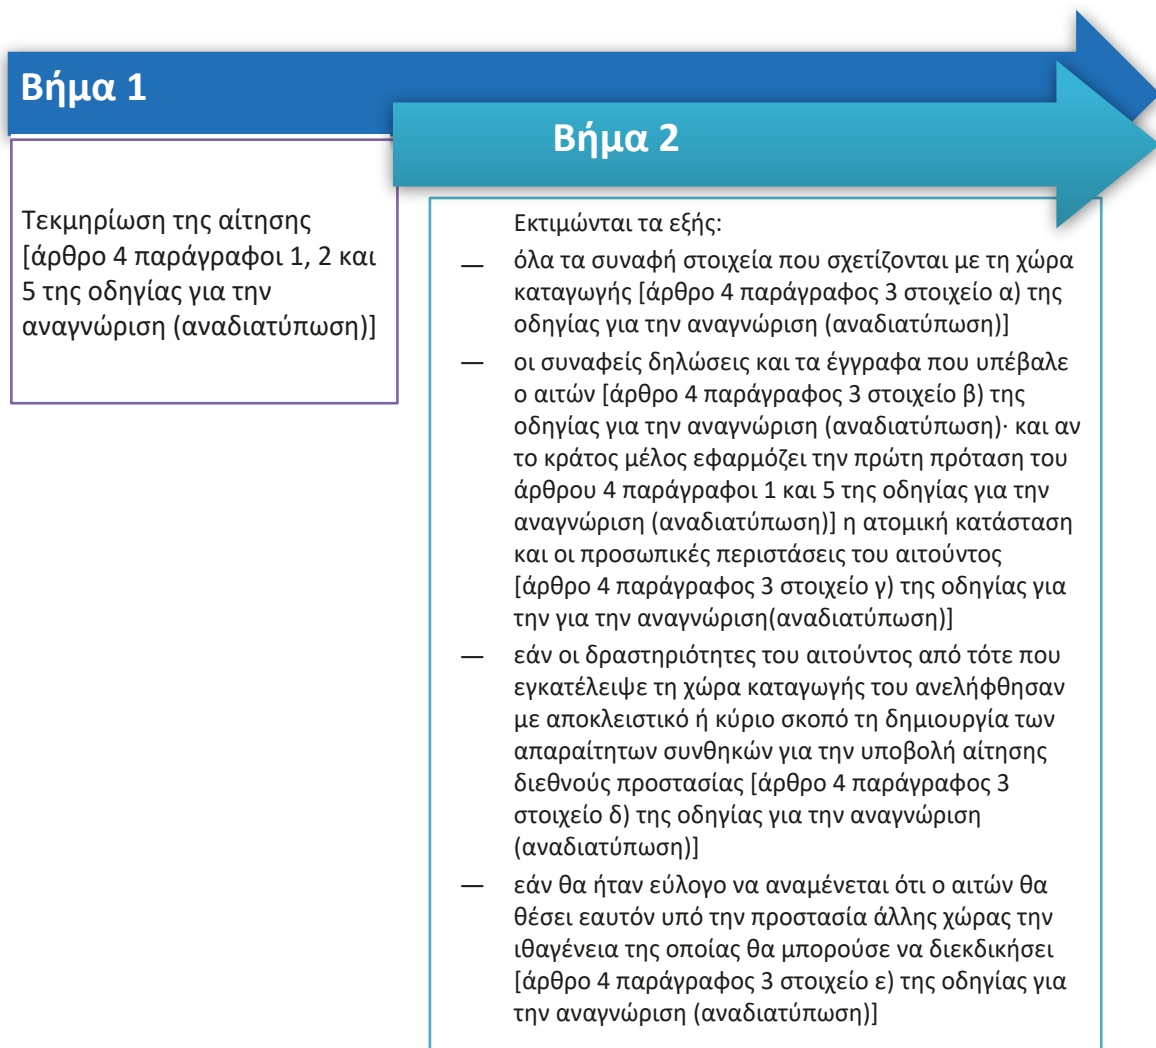 Βήμα 1
Βήμα 2
Τεκμηρίωση της αίτησης
[άρθρο 4 παράγραφοι 1, 2 και
5 της οδηγίας για την
αναγνώριση (αναδιατύπωση)]
Εκτιμώνται τα εξής:
— όλα τα συναφή στοιχεία που σχετίζονται με τη χώρα
καταγωγής [άρθρο 4 παράγραφος 3 στοιχείο α) της
οδηγίας για την αναγνώριση (αναδιατύπωση)]
— οι συναφείς δηλώσεις και τα έγγραφα που υπέβαλε
ο αιτών [άρθρο 4 παράγραφος 3 στοιχείο β) της
οδηγίας για την αναγνώριση (αναδιατύπωση)· και αν
το κράτος μέλος εφαρμόζει την πρώτη πρόταση του
άρθρου 4 παράγραφοι 1 και 5 της οδηγίας για την
αναγνώριση (αναδιατύπωση)] η ατομική κατάσταση
και οι προσωπικές περιστάσεις του αιτούντος
[άρθρο 4 παράγραφος 3 στοιχείο γ) της οδηγίας για
την για την αναγνώριση(αναδιατύπωση)]
— εάν οι δραστηριότητες του αιτούντος από τότε που
εγκατέλειψε τη χώρα καταγωγής του ανελήφθησαν
με αποκλειστικό ή κύριο σκοπό τη δημιουργία των
απαραίτητων συνθηκών για την υποβολή αίτησης
διεθνούς προστασίας [άρθρο 4 παράγραφος 3
στοιχείο δ) της οδηγίας για την αναγνώριση
(αναδιατύπωση)]
— εάν θα ήταν εύλογο να αναμένεται ότι ο αιτών θα
θέσει εαυτόν υπό την προστασία άλλης χώρας την
ιθαγένεια της οποίας θα μπορούσε να διεκδικήσει
[άρθρο 4 παράγραφος 3 στοιχείο ε) της οδηγίας για
την αναγνώριση (αναδιατύπωση)]